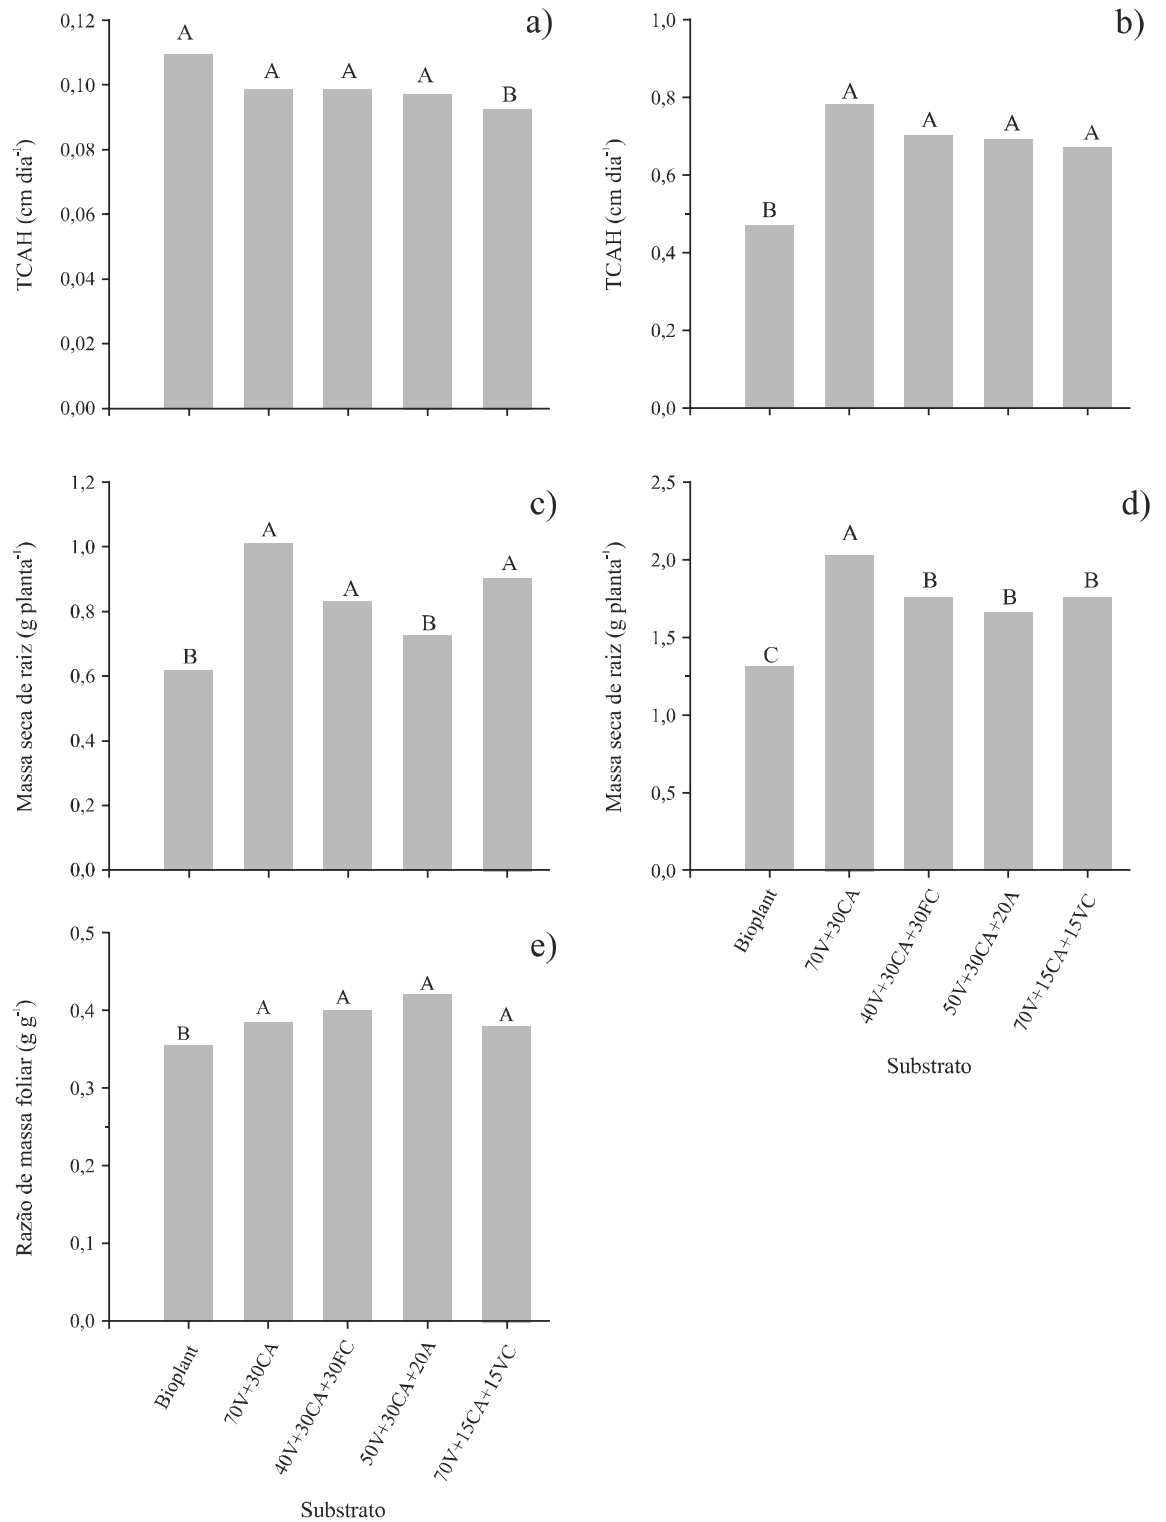 a)
TCAH (cm dia-1)
0,12
0,10
0,08
0,06
0,04
0,02
0,00
A
A
A
A
B
b)
TCAH (cm dia-1)
1,0
0,8
0,6
0,4
0,2
0,0
B
A
A
A
A
c)
Massa seca de raiz (g planta-1)
1,2
1,0
0,8
0,6
0,4
0,2
0,0
B
A
A
B
A
d)
Massa seca de raiz (g planta-1)
2,5
2,0
1,5
1,0
0,5
0,0
C
A
B
B
B
Bioplant
70V+30CA
40V+30CA+30FC
50V+30CA+20A
70V+15CA+15VC
Substrato
e)
Razão de massa foliar (g g-1)
0,5
0,4
0,3
0,2
0,1
0,0
B
A
A
A
A
Bioplant
70V+30CA
40V+30CA+30FC
50V+30CA+20A
70V+15CA+15VC
Substrato